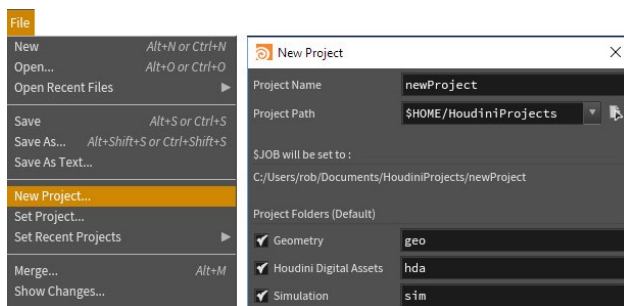 File
New Alt+N or Ctrl+N
Open... Alt+O or Ctrl+O
Open Recent Files
Save Alt+S or Ctrl+S
Save As... Alt+Shift+S or Ctrl+Shift+S
Save As Text...
New Project...
Set Project...
Set Recent Projects
Merge... Alt+M
Show Changes...
New Project
Project Name newProject
Project Path $HOME/HoudiniProjects
$JOB will be set to :
C:/Users/rob/Documents/HoudiniProjects/newProject
Project Folders (Default)
Geometry geo
Houdini Digital Assets hda
Simulation sim